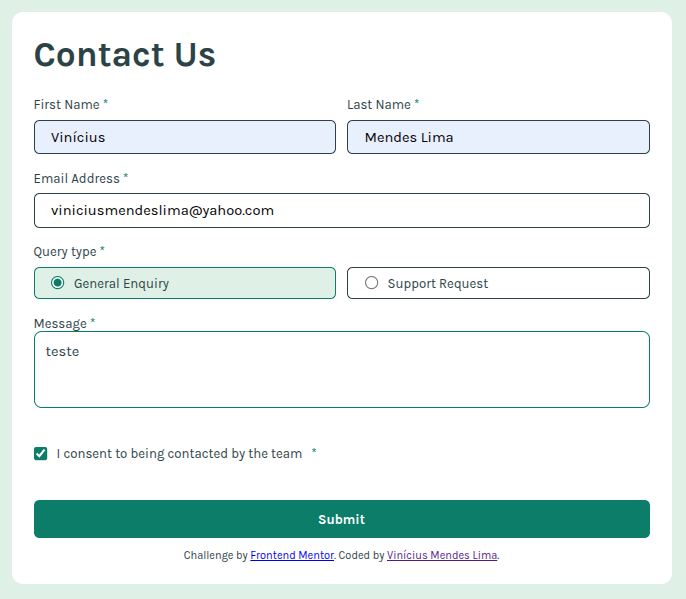 Contact Us
First Name * Last Name *
Vinícius Mendes Lima
Email Address *
viniciusmendeslima@yahoo.com
Query type *
General Enquiry Support Request
Message *
teste
I consent to being contacted by the team *
Submit
Challenge by Frontend Mentor. Coded by Vinícius Mendes Lima.